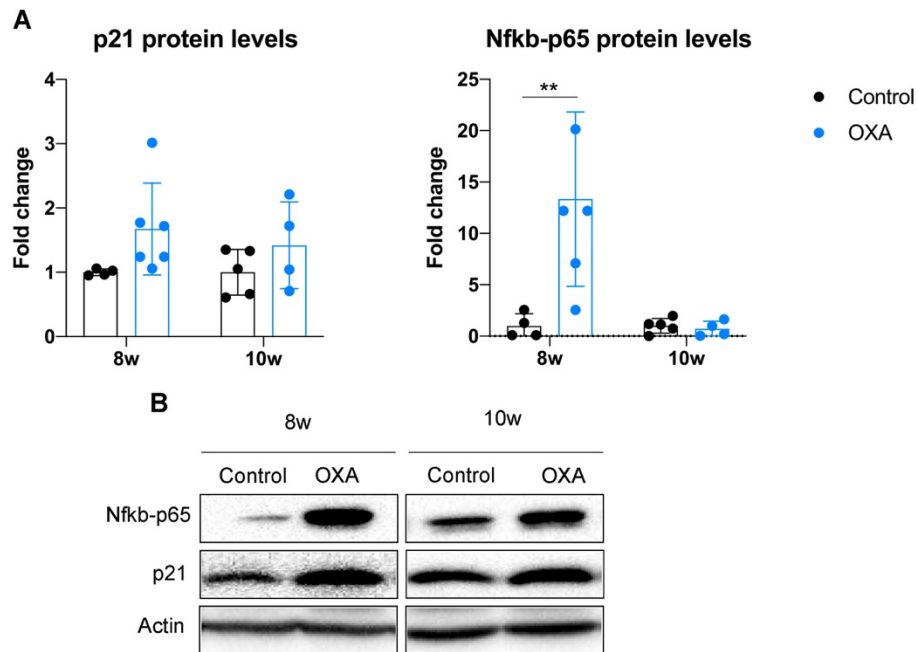 A
p21 protein levels
Fold change
4
3
2
1
0
8w 10w
Nfkb-p65 protein levels
Fold change
25
20
15
10
5
0
**
8w 10w
Control
OXA
B
8w 10w
Control OXA Control OXA
Nfkb-p65
p21
Actin